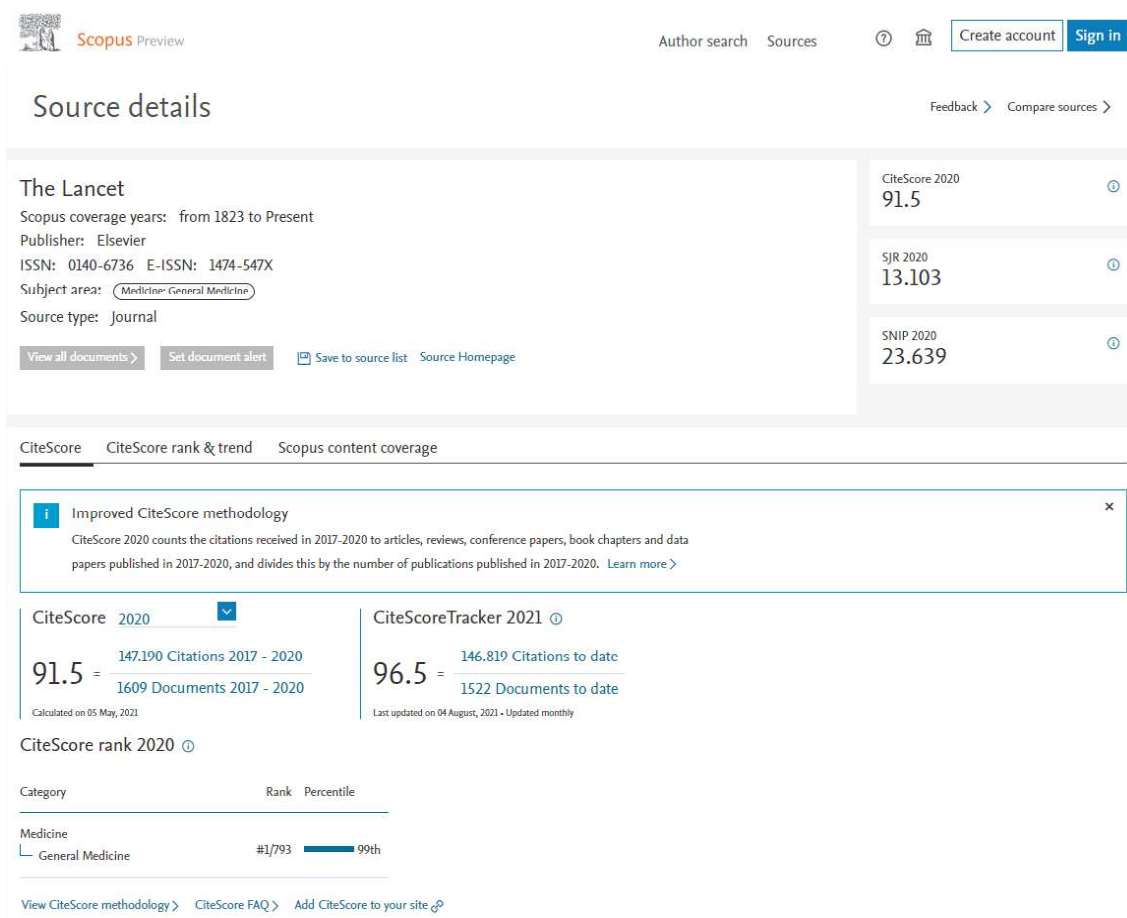 Scopus Preview
Author search Sources
Create account Sign in
Source details
Feedback Compare sources
The Lancet
Scopus coverage years: from 1823 to Present
Publisher: Elsevier
ISSN: 0140-6736 E-ISSN: 1474-547X
Subject area: Medicine: General Medicine
Source type: Journal
View all documents Set document alert Save to source list Source Homepage
CiteScore 2020
91.5
SJR 2020
13.103
SNIP 2020
23.639
CiteScore CiteScore rank & trend Scopus content coverage
Improved CiteScore methodology
CiteScore 2020 counts the citations received in 2017-2020 to articles, reviews, conference papers, book chapters and data
papers published in 2017-2020, and divides this by the number of publications published in 2017-2020. Learn more
CiteScore 2020
91.5 = 147.190 Citations 2017 - 2020
1609 Documents 2017 - 2020
Calculated on 05 May, 2021
CiteScoreTracker 2021
96.5 = 146.819 Citations to date
1522 Documents to date
Last updated on 04 August, 2021 • Updated monthly
CiteScore rank 2020
Category Rank Percentile
Medicine
General Medicine #1/793 99th
View CiteScore methodology CiteScore FAQ Add CiteScore to your site